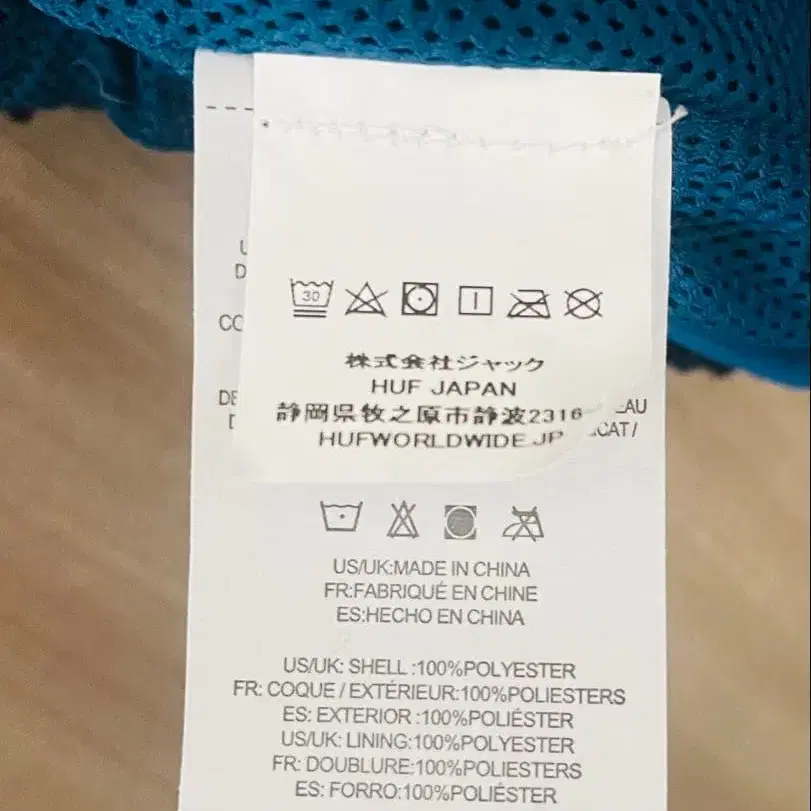 30
株式会社ジャック
HUF JAPAN
静岡県牧之原市静波2316
HUFWORLDWIDE.JP
US/UK:MADE IN CHINA
FR:FABRIQUÉ EN CHINE
ES:HECHO EN CHINA
US/UK: SHELL :100%POLYESTER
FR: COQUE / EXTÉRIEUR:100%POLIESTERS
ES: EXTERIOR :100%POLIÉSTER
US/UK: LINING:100%POLYESTER
FR: DOUBLURE:100%POLIESTERS
ES: FORRO:100%POLIÉSTER